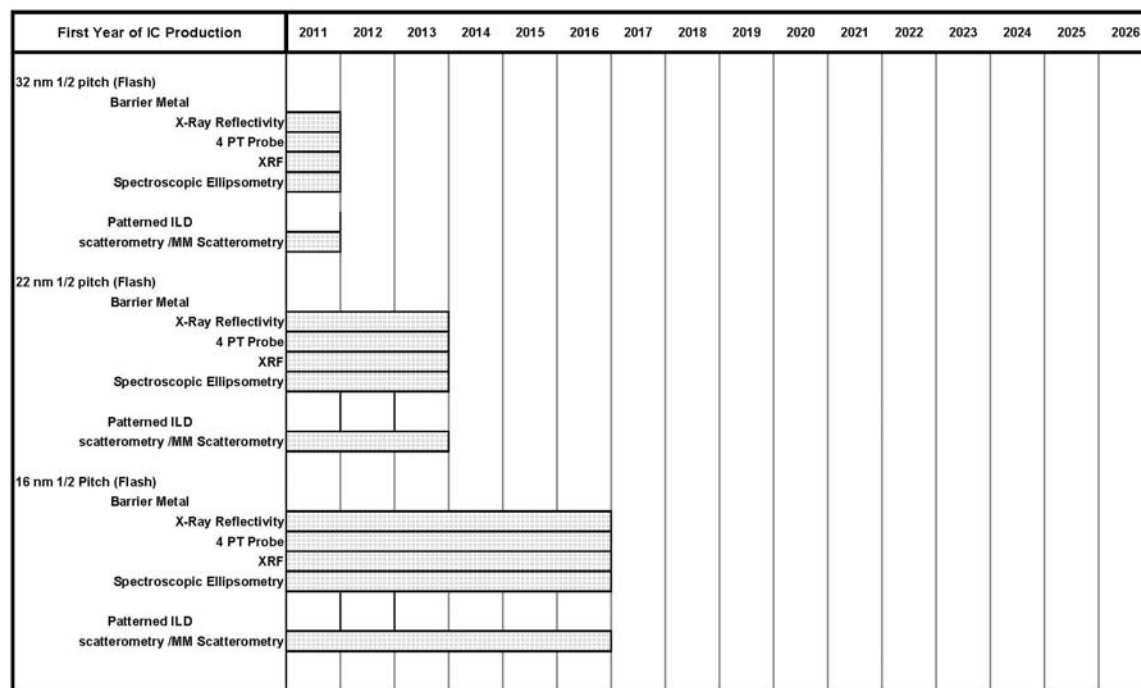 First Year of IC Production 2011 2012 2013 2014 2015 2016 2017 2018 2019 2020 2021 2022 2023 2024 2025 2026
32 nm 1/2 pitch (Flash)
Barrier Metal
X-Ray Reflectivity
4 PT Probe
XRF
Spectroscopic Ellipsometry
Patterned ILD
scatterometry /MM Scatterometry
22 nm 1/2 pitch (Flash)
Barrier Metal
X-Ray Reflectivity
4 PT Probe
XRF
Spectroscopic Ellipsometry
Patterned ILD
scatterometry /MM Scatterometry
16 nm 1/2 Pitch (Flash)
Barrier Metal
X-Ray Reflectivity
4 PT Probe
XRF
Spectroscopic Ellipsometry
Patterned ILD
scatterometry /MM Scatterometry